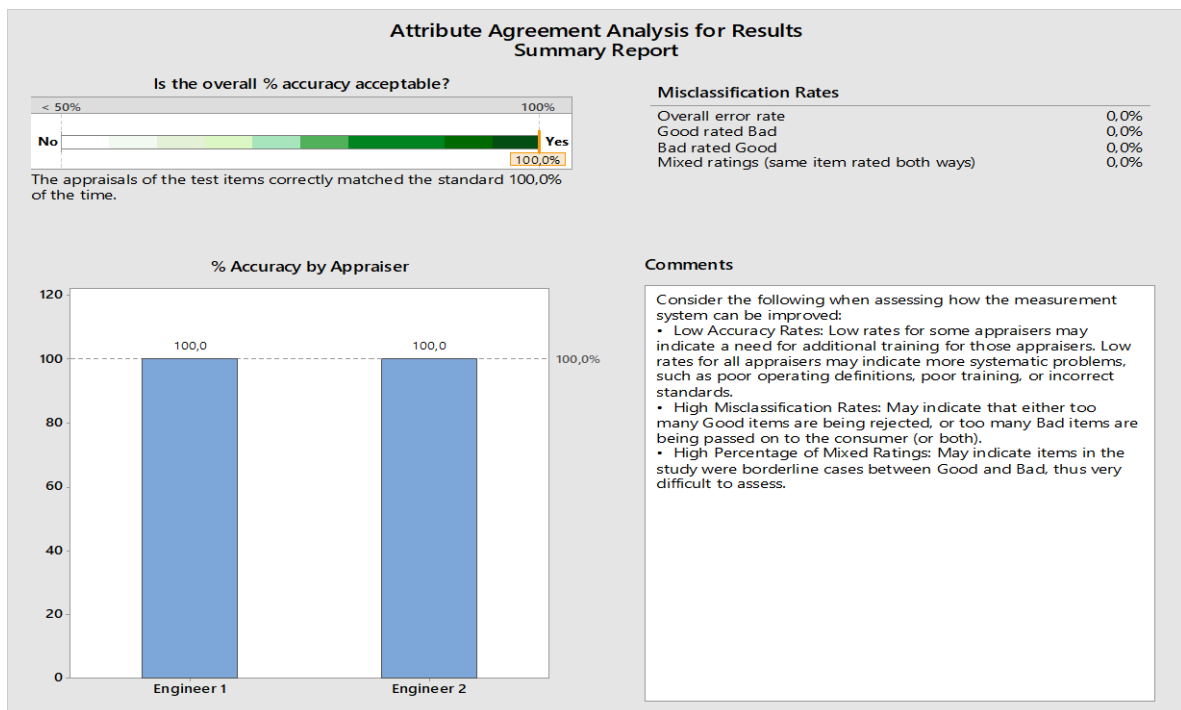 Attribute Agreement Analysis for Results
Summary Report
Is the overall % accuracy acceptable?
< 50%
100%
No
Yes
100,0%
The appraisals of the test items correctly matched the standard 100,0%
of the time.
Misclassification Rates
Overall error rate 0,0%
Good rated Bad 0,0%
Bad rated Good 0,0%
Mixed ratings (same item rated both ways) 0,0%
% Accuracy by Appraiser
120
100
80
60
40
20
0
100,0
100,0
100,0%
Engineer 1
Engineer 2
Comments
Consider the following when assessing how the measurement
system can be improved:
• Low Accuracy Rates: Low rates for some appraisers may
indicate a need for additional training for those appraisers. Low
rates for all appraisers may indicate more systematic problems,
such as poor operating definitions, poor training, or incorrect
standards.
• High Misclassification Rates: May indicate that either too
many Good items are being rejected, or too many Bad items are
being passed on to the consumer (or both).
• High Percentage of Mixed Ratings: May indicate items in the
study were borderline cases between Good and Bad, thus very
difficult to assess.